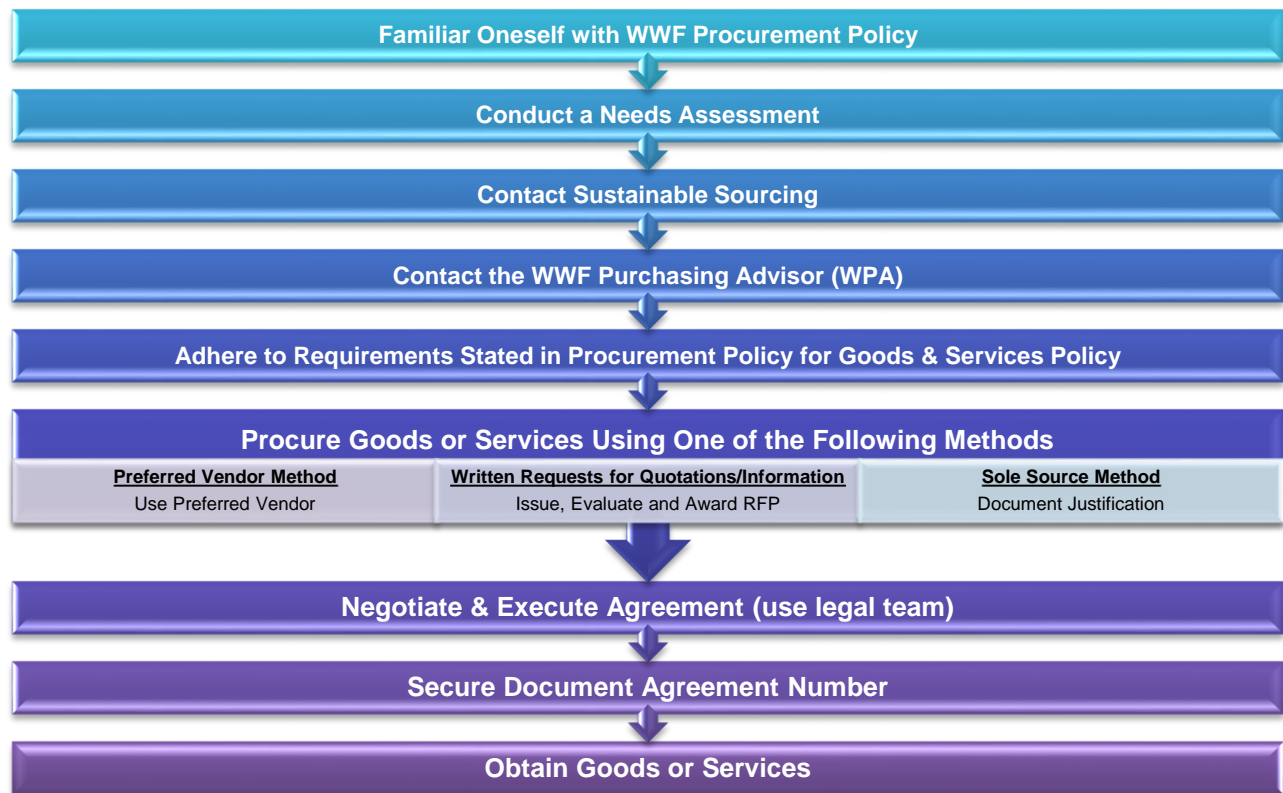 Familiar Oneself with WWF Procurement Policy
Conduct a Needs Assessment
Contact Sustainable Sourcing
Contact the WWF Purchasing Advisor (WPA)
Adhere to Requirements Stated in Procurement Policy for Goods & Services Policy
Procure Goods or Services Using One of the Following Methods
Preferred Vendor Method
Use Preferred Vendor
Written Requests for Quotations/Information
Issue, Evaluate and Award RFP
Sole Source Method
Document Justification
Negotiate & Execute Agreement (use legal team)
Secure Document Agreement Number
Obtain Goods or Services